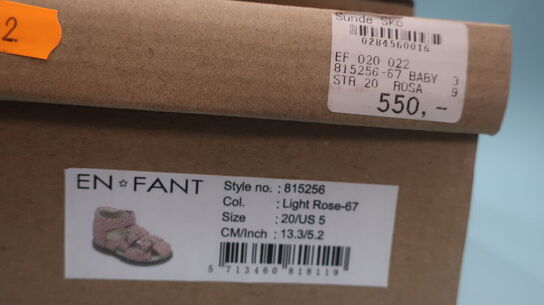 2
Sunde Sko
0284560016
EF 020 022
815256-67 BABY 3
STR 20 ROSA 9
550,-
EN☆FANT
Style no. : 815256
Col. : Light Rose-67
Size : 20/US 5
CM/Inch : 13.3/5.2
5 713460 818119